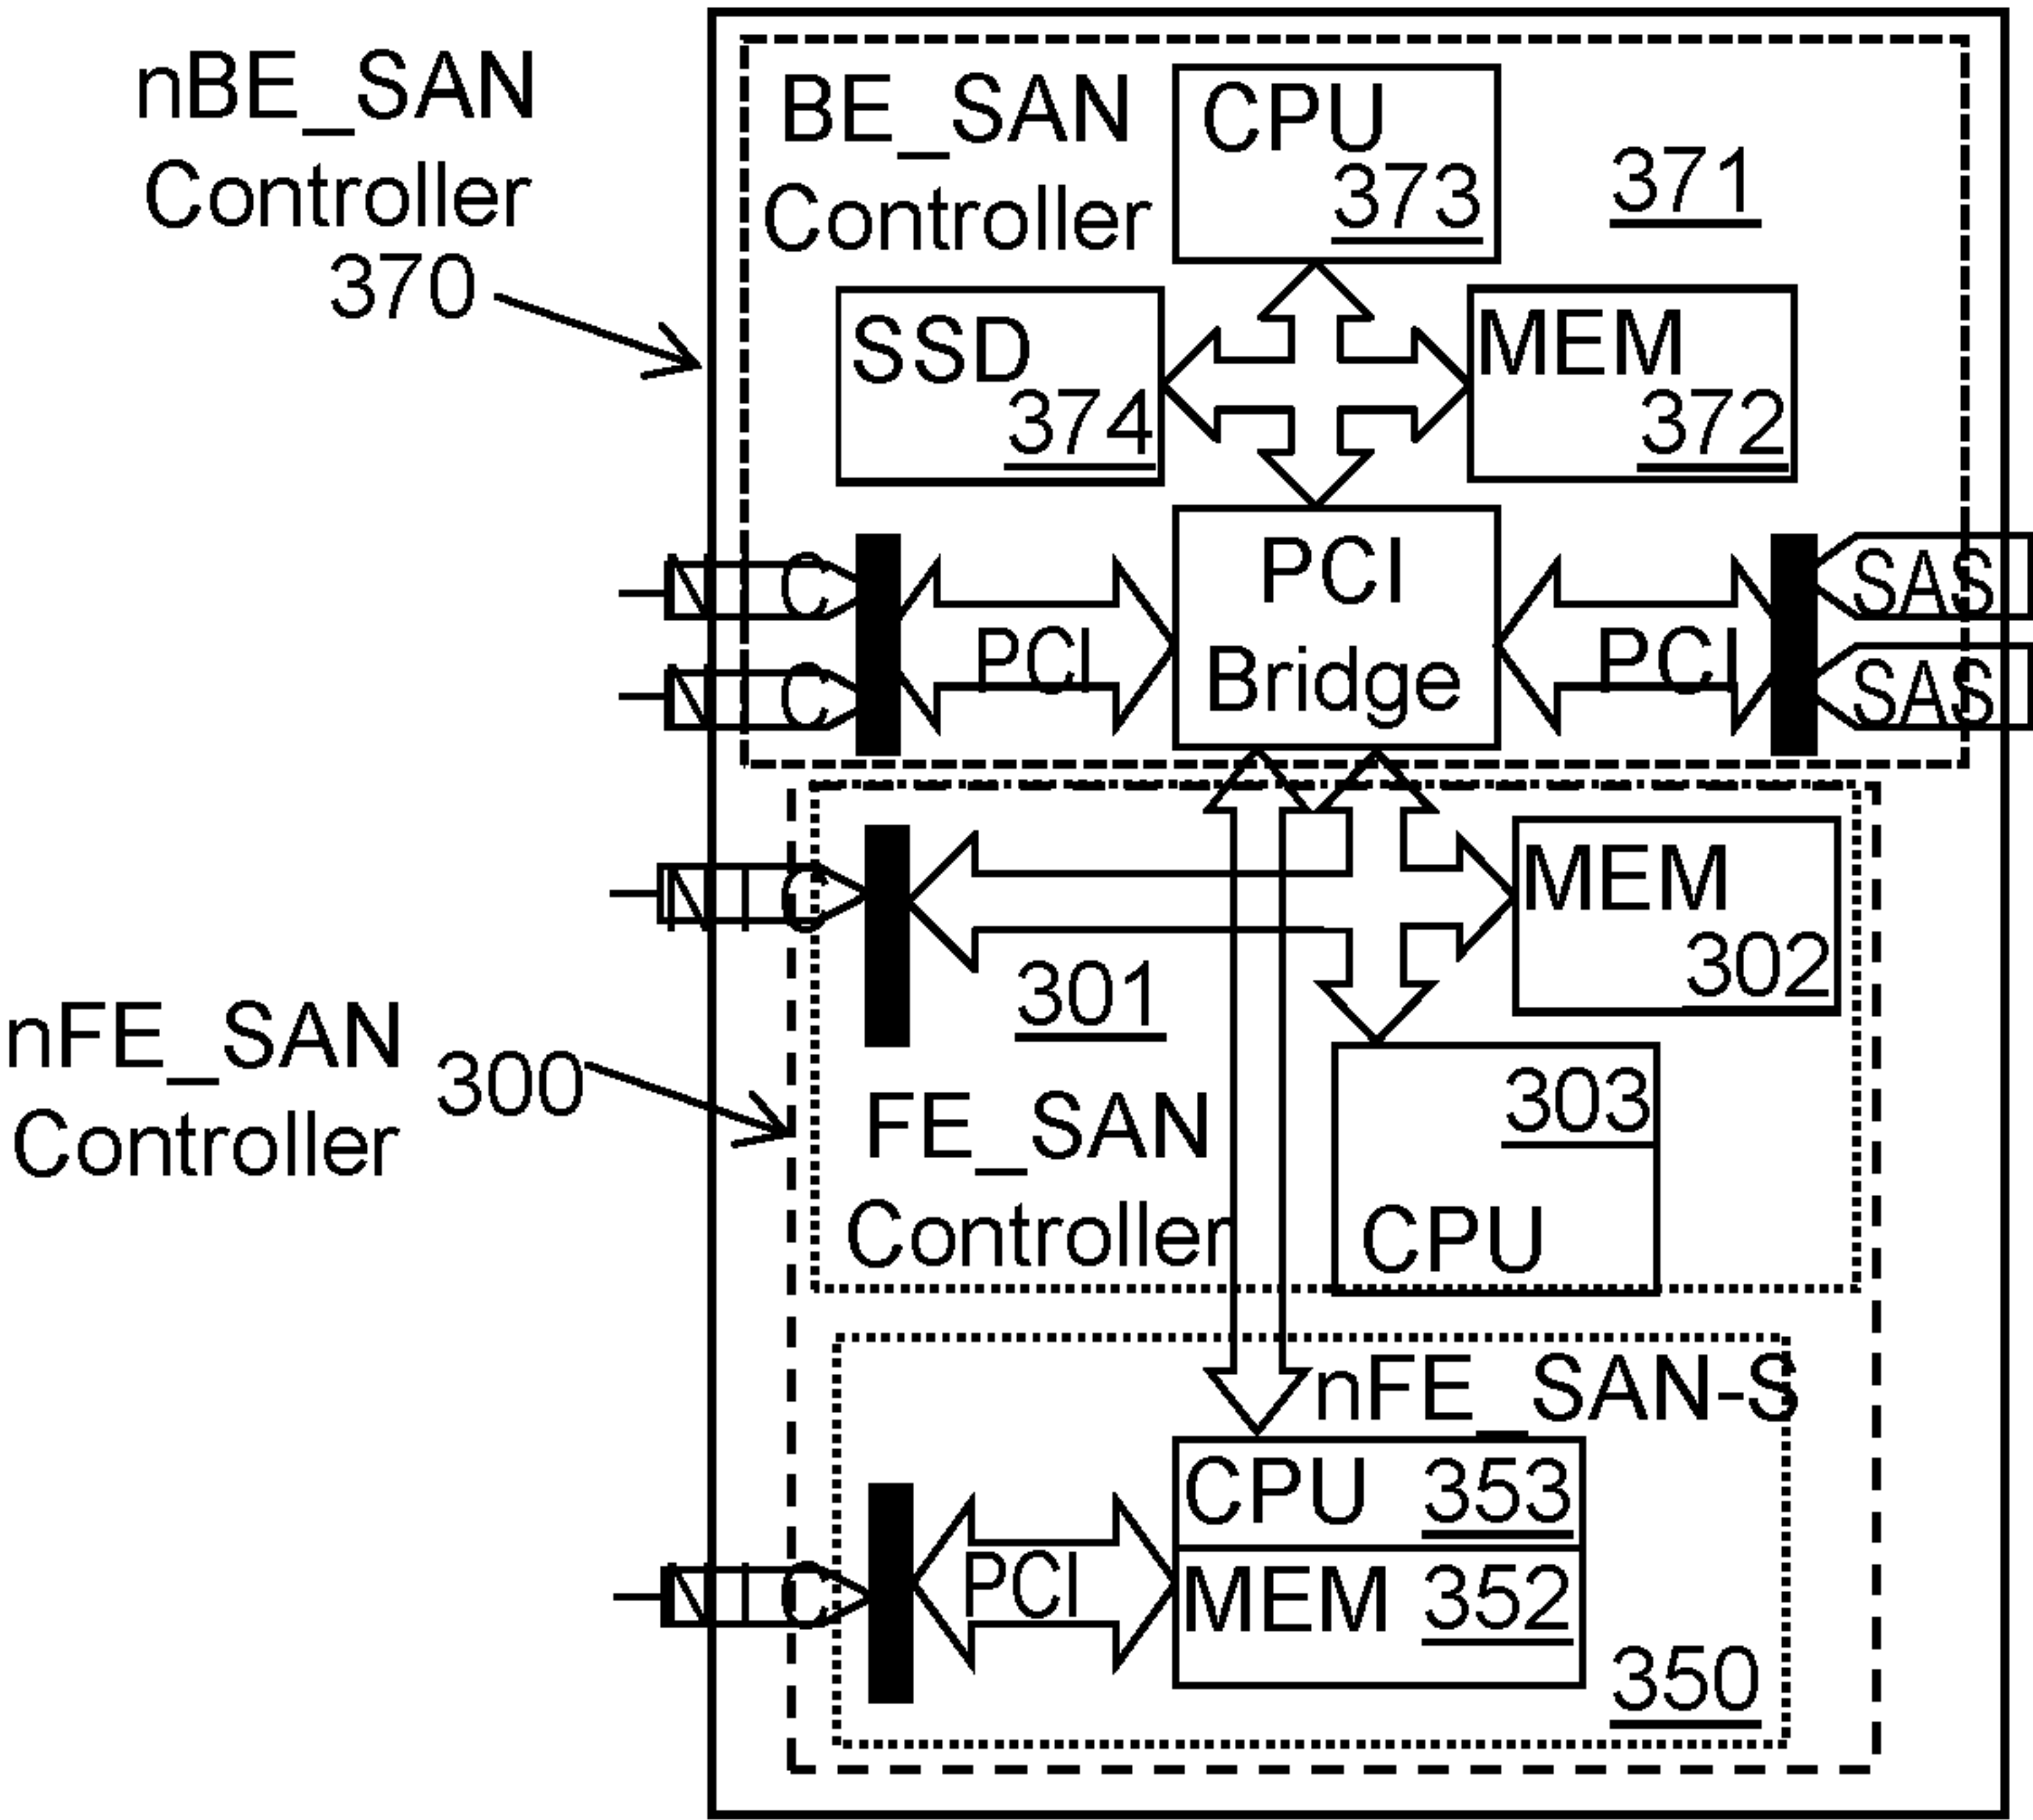 nBE_SAN
Controller
370
BE_SAN
Controller
CPU
373
371
SSD
374
MEM
372
NIC
NIC
PCI
PCI
Bridge
PCI
SAS
SAS
NIC
301
MEM
302
nFE_SAN
Controller
300
FE_SAN
Controller
303
CPU
nFE_SAN-S
CPU 353
MEM 352
NIC
PCI
350